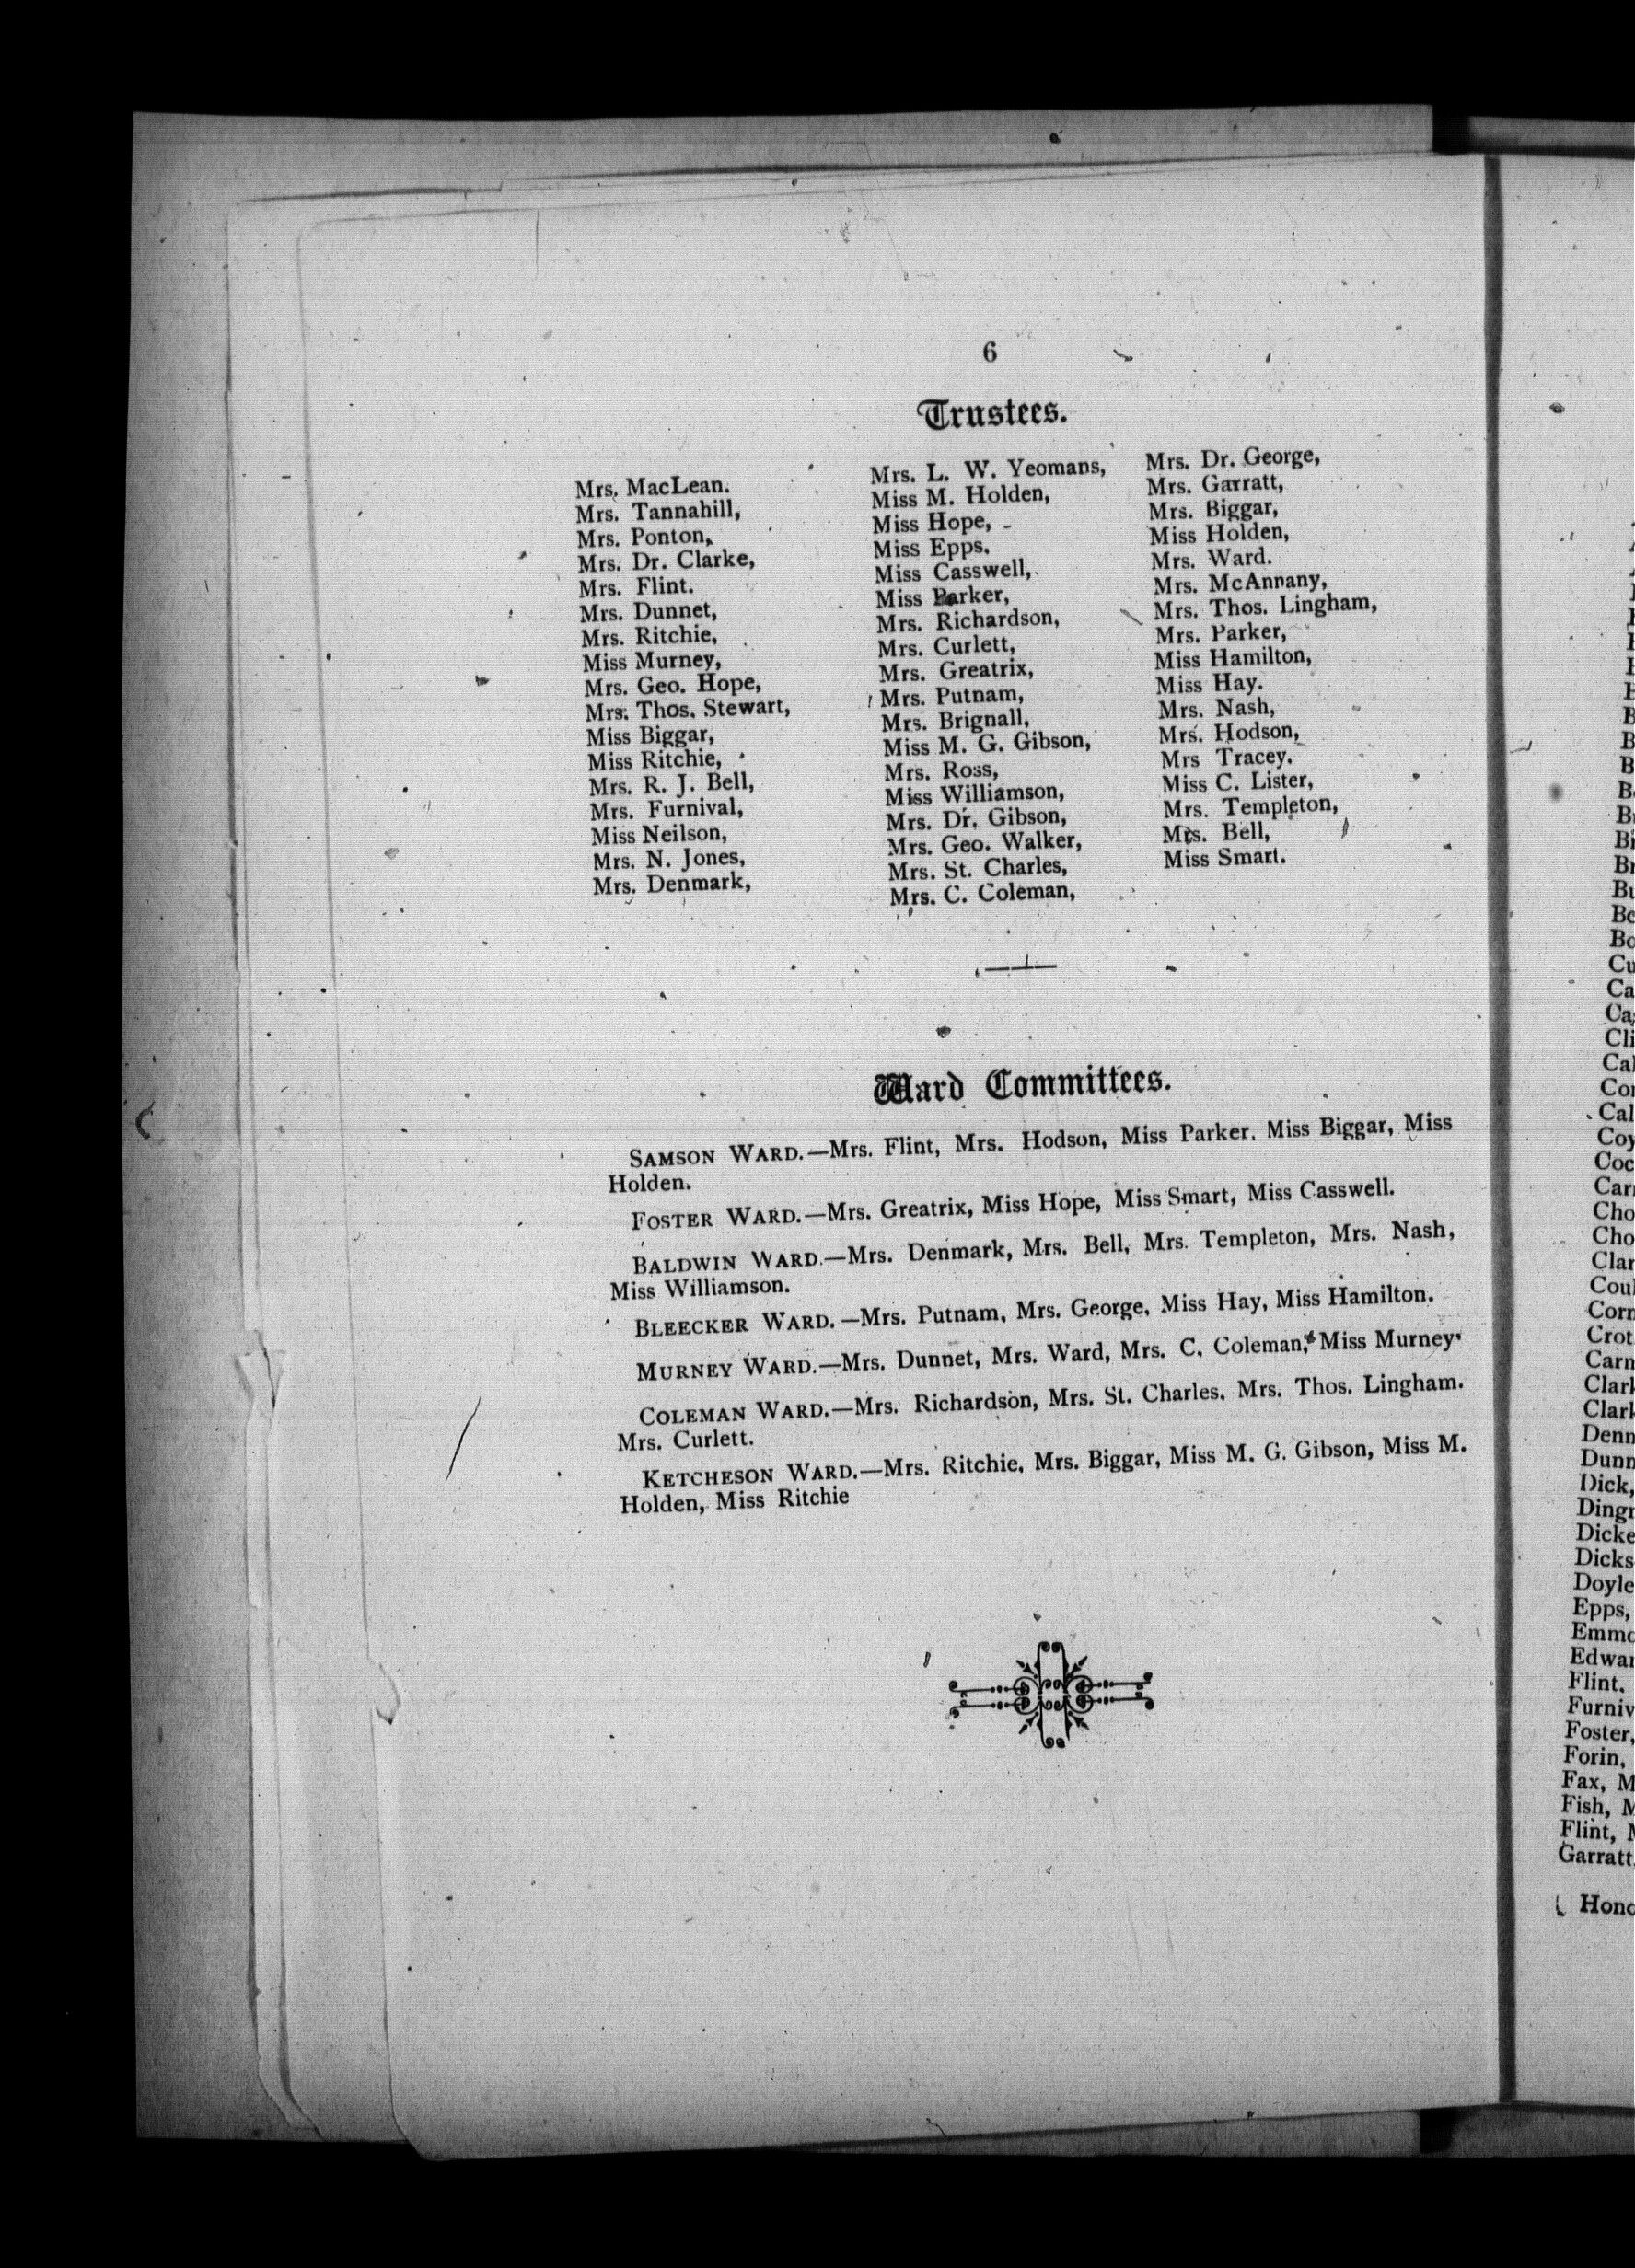 6
Trustees.
Mrs. MacLean.
Mrs. Tannahill,
Mrs. Ponton,
Mrs. Dr. Clarke,
Mrs. Flint.
Mrs. Dunnet,
Mrs. Ritchie,
Miss Murney,
Mrs. Geo. Hope,
Mrs. Thos. Stewart,
Miss Biggar,
Miss Ritchie,
Mrs. R. J. Bell,
Mrs. Furnival,
Miss Neilson,
Mrs. N. Jones,
Mrs. Denmark,
Mrs. L. W. Yeomans,
Miss M. Holden,
Miss Hope,
Miss Epps.
Miss Casswell,
Miss Parker,
Mrs. Richardson,
Mrs. Curlett,
Mrs. Greatrix,
Mrs. Putnam,
Mrs. Brignall,
Miss M. G. Gibson,
Mrs. Ross,
Miss Williamson,
Mrs. Dr. Gibson,
Mrs. Geo. Walker,
Mrs. St. Charles,
Mrs. C. Coleman,
Mrs. Dr. George,
Mrs. Garratt,
Mrs. Biggar,
Miss Holden,
Mrs. Ward.
Mrs. McAnnany,
Mrs. Thos. Lingham,
Mrs. Parker,
Miss Hamilton,
Miss Hay.
Mrs. Nash,
Mrs. Hodson,
Mrs Tracey.
Miss C. Lister,
Mrs. Templeton,
Mrs. Bell,
Miss Smart.
Ward Committees.
SAMSON WARD.—Mrs. Flint, Mrs. Hodson, Miss Parker. Miss Biggar, Miss
Holden.
FOSTER WARD.—Mrs. Greatrix, Miss Hope, Miss Smart, Miss Casswell.
BALDWIN WARD.—Mrs. Denmark, Mrs. Bell, Mrs. Templeton, Mrs. Nash,
Miss Williamson.
BLEECKER WARD.—Mrs. Putnam, Mrs. George, Miss Hay, Miss Hamilton.
MURNEY WARD.—Mrs. Dunnet, Mrs. Ward, Mrs. C. Coleman, Miss Murney.
COLEMAN WARD.—Mrs. Richardson, Mrs. St. Charles, Mrs. Thos. Lingham.
Mrs. Curlett.
KETCHESON WARD.—Mrs. Ritchie, Mrs. Biggar, Miss M. G. Gibson, Miss M.
Holden, Miss Ritchie
Dick,
Epps,
Flint.
Foster,
Forin,
Fax, M
Fish, M
Flint,
Garratt